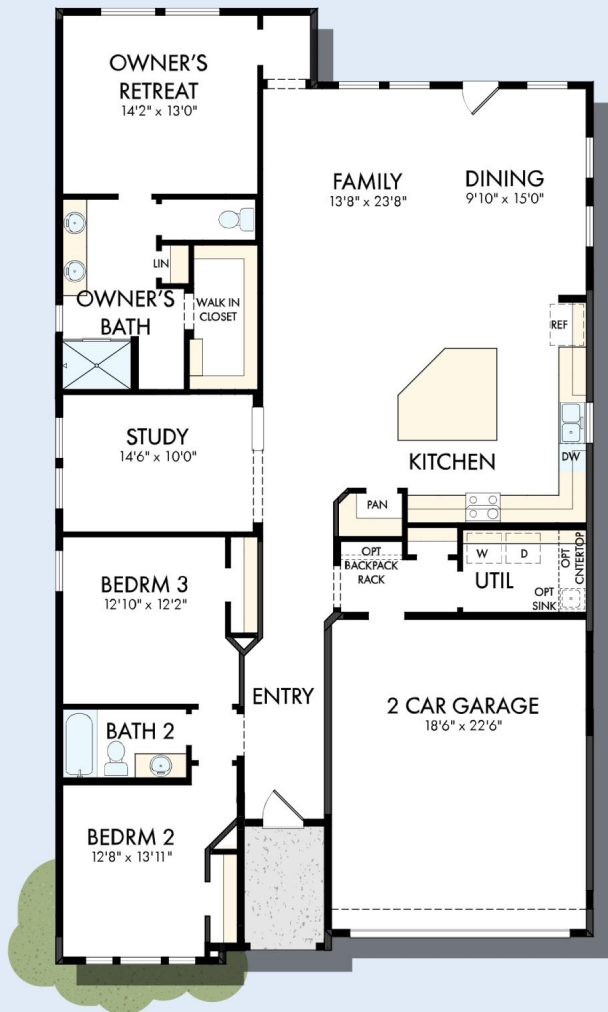 OWNER'S
RETREAT
14'2" x 13'0"
FAMILY
13'8" x 23'8"
DINING
9'10" x 15'0"
LIN
OWNER'S
BATH
WALK IN
CLOSET
REF
STUDY
14'6" x 10'0"
KITCHEN
DW
PAN
OPT
BACKPACK
RACK
W
D
UTIL
OPT
CNTERTOP
OPT
SINK
BEDRM 3
12'10" x 12'2"
ENTRY
2 CAR GARAGE
18'6" x 22'6"
BATH 2
BEDRM 2
12'8" x 13'11"